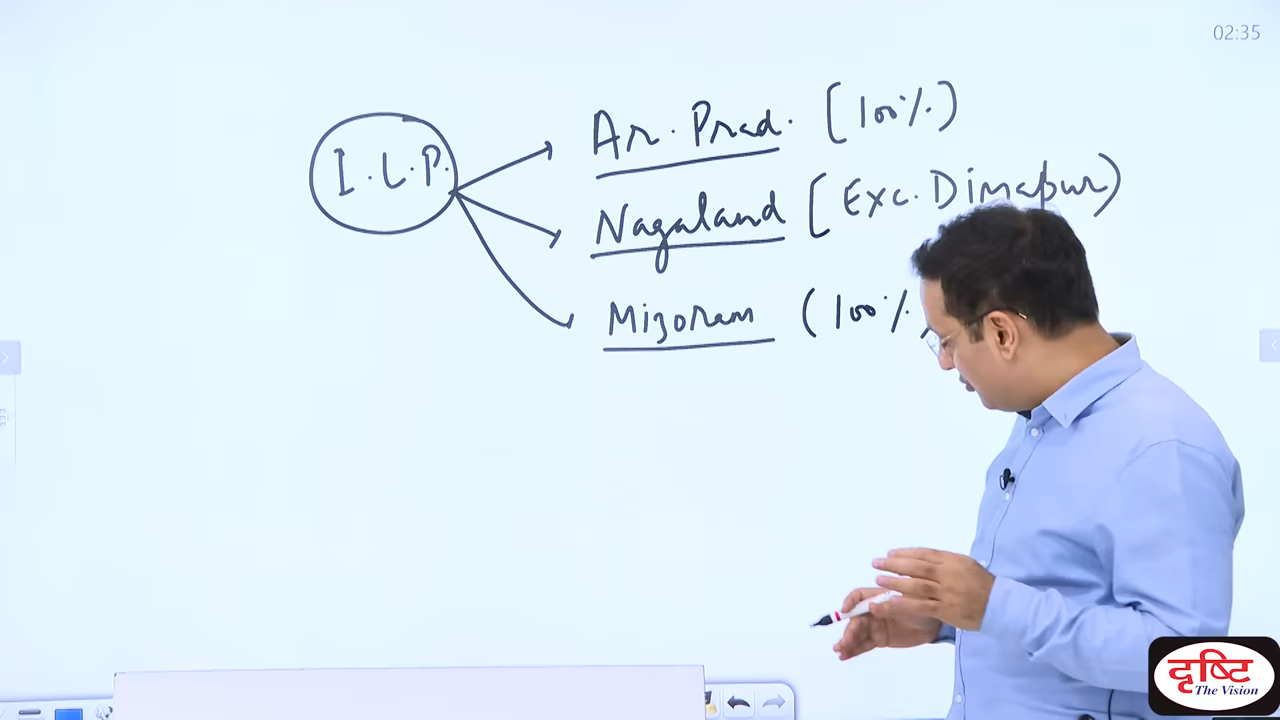 02:35
I.L.P.
Ar. Prad. [100%)
Nagaland [Exc. Dimapur)
Mizoram (100%
दृष्टि
The Vision